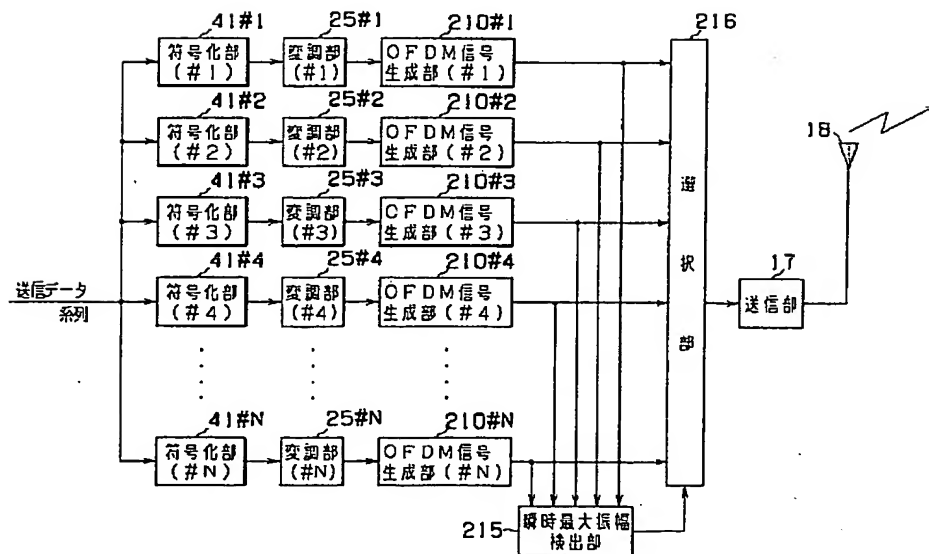 41#1 25#1 210#1 216
符号化部 変調部 OFDM信号
(#1) (#1) 生成部(#1)
41#2 25#2 210#2
符号化部 変調部 OFDM信号
(#2) (#2) 生成部(#2)
18
41#3 25#3 210#3
符号化部 変調部 OFDM信号
(#3) (#3) 生成部(#3)
選択部
41#4 25#4 210#4
17
送信データ
系列
符号化部 変調部 OFDM信号
(#4) (#4) 生成部(#4)
送信部
41#N 25#N 210#N
符号化部 変調部 OFDM信号
(#N) (#N) 生成部(#N)
215
瞬時最大振幅
検出部